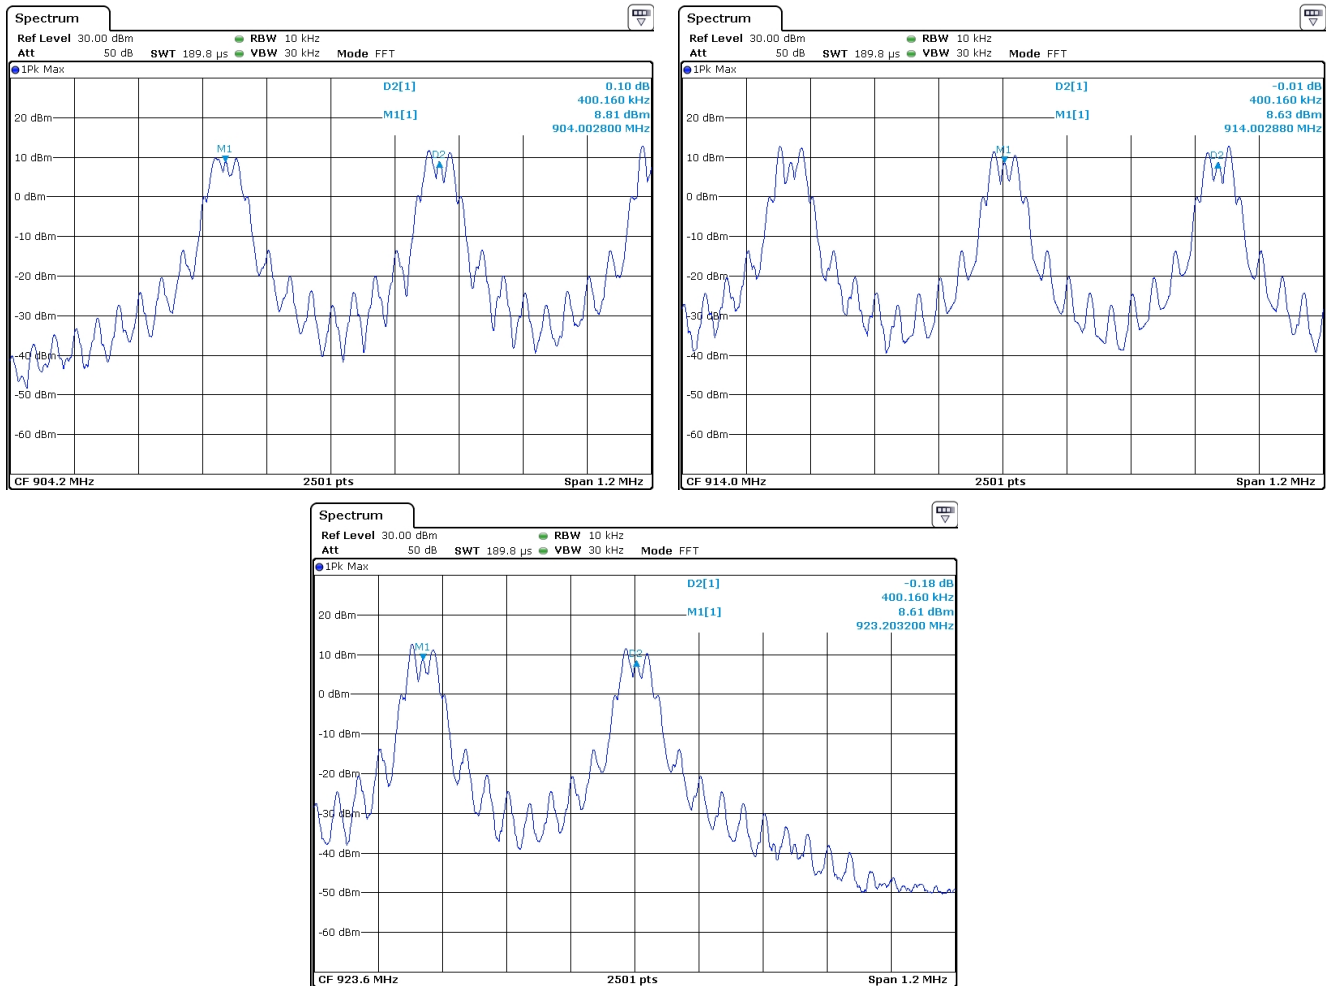 Spectrum
Ref Level 30.00 dBm RBW 10 kHz
Att 50 dB SWT 189.8 µs VBW 30 kHz Mode FFT
1Pk Max
D2[1] 0.10 dB
400.160 kHz
M1[1] 8.81 dBm
904.002800 MHz
20 dBm
M1
D2
10 dBm
0 dBm
-10 dBm
-20 dBm
-30 dBm
-40 dBm
-50 dBm
-60 dBm
CF 904.2 MHz 2501 pts Span 1.2 MHz
Spectrum
Ref Level 30.00 dBm RBW 10 kHz
Att 50 dB SWT 189.8 µs VBW 30 kHz Mode FFT
1Pk Max
D2[1] -0.01 dB
400.160 kHz
M1[1] 8.63 dBm
914.002880 MHz
20 dBm
M1
D2
10 dBm
0 dBm
-10 dBm
-20 dBm
-30 dBm
-40 dBm
-50 dBm
-60 dBm
CF 914.0 MHz 2501 pts Span 1.2 MHz
Spectrum
Ref Level 30.00 dBm RBW 10 kHz
Att 50 dB SWT 189.8 µs VBW 30 kHz Mode FFT
1Pk Max
D2[1] -0.18 dB
400.160 kHz
M1[1] 8.61 dBm
923.203200 MHz
20 dBm
M1
D2
10 dBm
0 dBm
-10 dBm
-20 dBm
-30 dBm
-40 dBm
-50 dBm
-60 dBm
CF 923.6 MHz 2501 pts Span 1.2 MHz